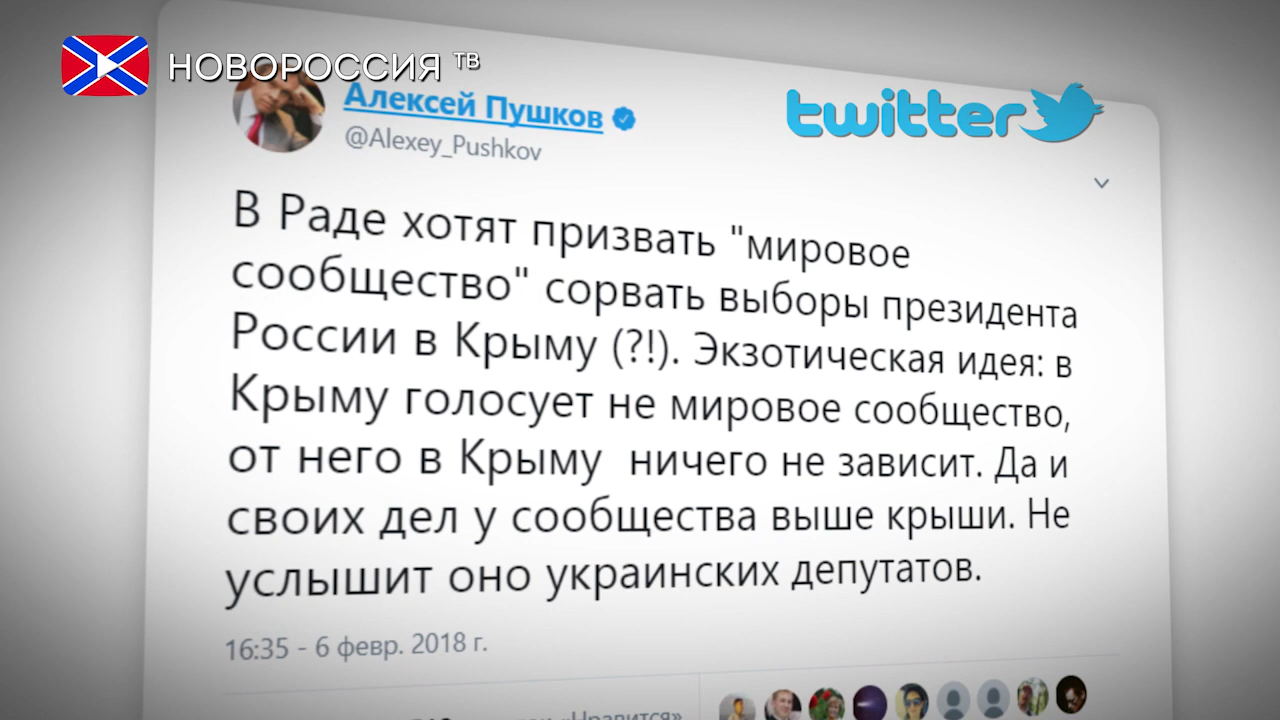 НОВОРОССИЯ ТВ
Алексей Пушков
@Alexey_Pushkov
twitter
В Раде хотят призвать "мировое
сообщество" сорвать выборы президента
России в Крыму (?!). Экзотическая идея: в
Крыму голосует не мировое сообщество,
от него в Крыму ничего не зависит. Да и
своих дел у сообщества выше крыши. Не
услышит оно украинских депутатов.
16:35 - 6 февр. 2018 г.
«Нравится»